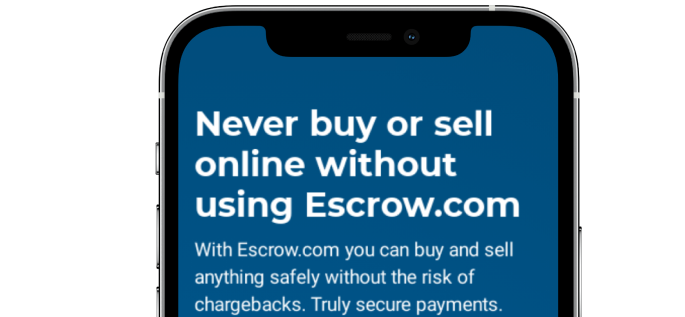 Never buy or sell
online without
using Escrow.com
With Escrow.com you can buy and sell
anything safely without the risk of
chargebacks. Truly secure payments.